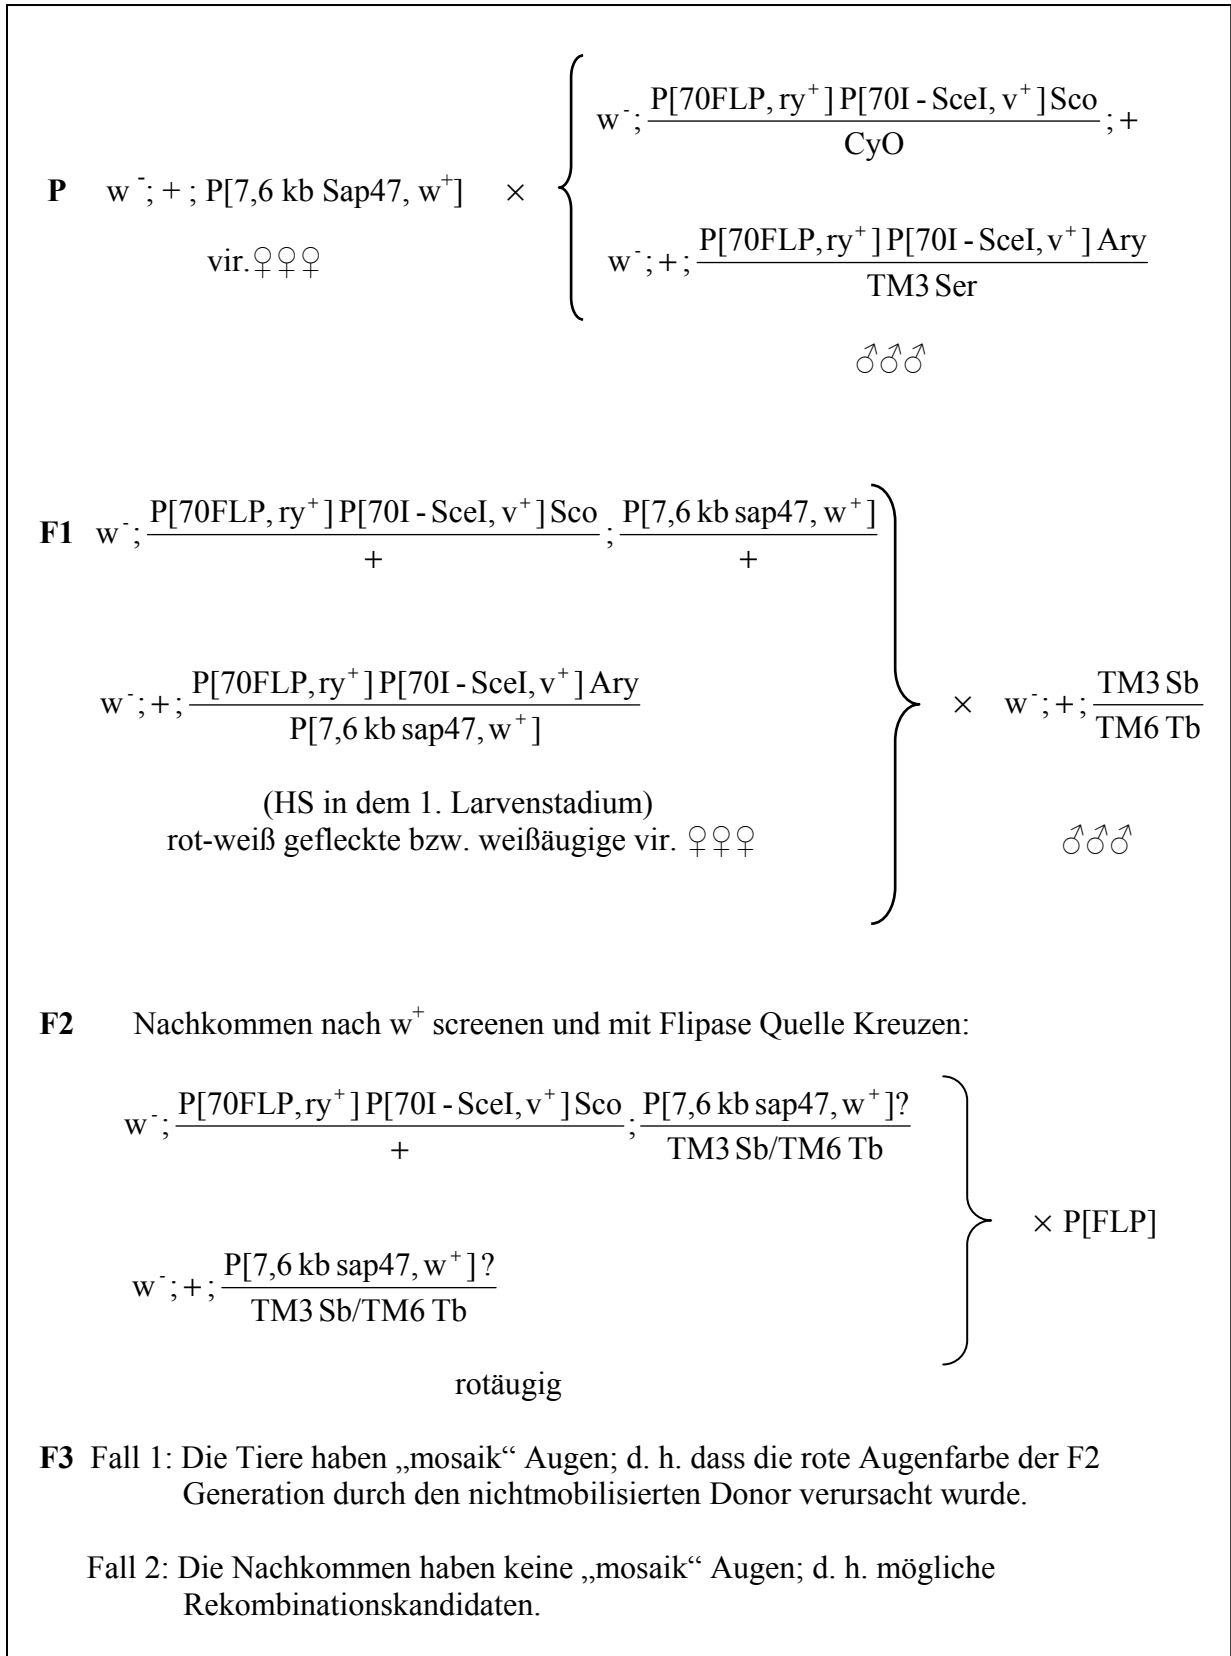 w⁻; P[70FLP, ry⁺] P[70I - SceI, v⁺] Sco / CyO ; +
P w⁻; + ; P[7,6 kb Sap47, w⁺] ×
vir.♀♀♀
w⁻; + ; P[70FLP, ry⁺] P[70I - SceI, v⁺] Ary / TM3 Ser
♂♂♂
F1 w⁻; P[70FLP, ry⁺] P[70I - SceI, v⁺] Sco / + ; P[7,6 kb sap47, w⁺] / +
w⁻; + ; P[70FLP, ry⁺] P[70I - SceI, v⁺] Ary / P[7,6 kb sap47, w⁺] × w⁻; + ; TM3 Sb / TM6 Tb
(HS in dem 1. Larvenstadium)
rot-weiß gefleckte bzw. weißäugige vir. ♀♀♀ ♂♂♂
F2 Nachkommen nach w⁺ screenen und mit Flipase Quelle Kreuzen:
w⁻; P[70FLP, ry⁺] P[70I - SceI, v⁺] Sco / + ; P[7,6 kb sap47, w⁺]? / TM3 Sb/TM6 Tb
× P[FLP]
w⁻; + ; P[7,6 kb sap47, w⁺]? / TM3 Sb/TM6 Tb
rotäugig
F3 Fall 1: Die Tiere haben „mosaik“ Augen; d. h. dass die rote Augenfarbe der F2
Generation durch den nichtmobilisierten Donor verursacht wurde.
Fall 2: Die Nachkommen haben keine „mosaik“ Augen; d. h. mögliche
Rekombinationskandidaten.